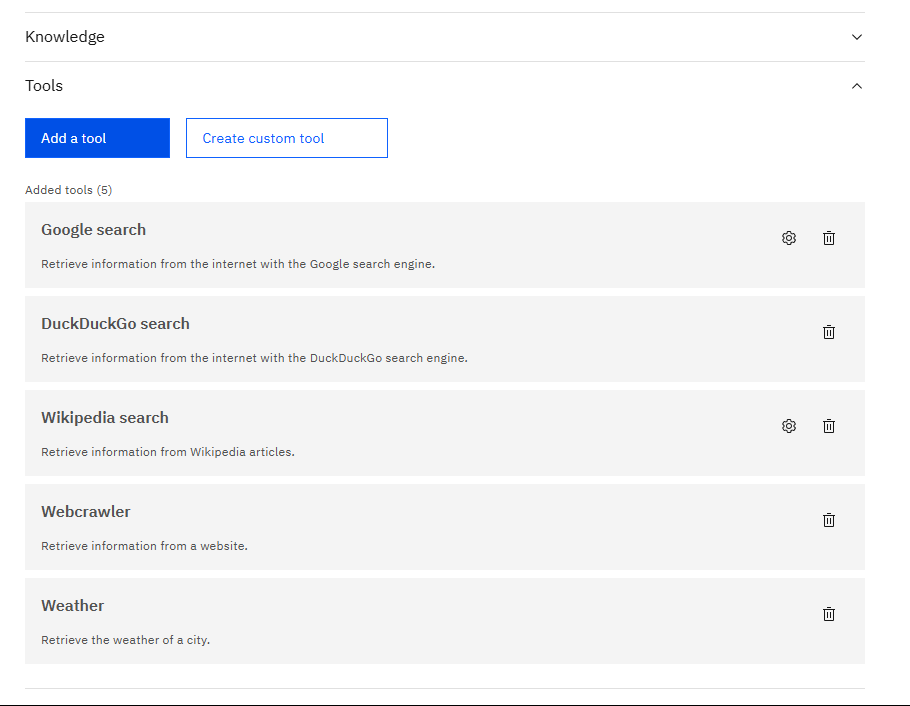 Knowledge
Tools
Add a tool
Create custom tool
Added tools (5)
Google search
Retrieve information from the internet with the Google search engine.
DuckDuckGo search
Retrieve information from the internet with the DuckDuckGo search engine.
Wikipedia search
Retrieve information from Wikipedia articles.
Webcrawler
Retrieve information from a website.
Weather
Retrieve the weather of a city.